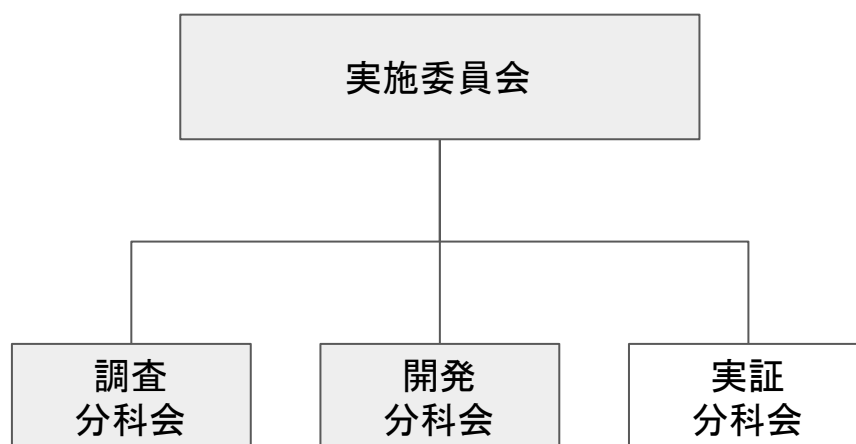 実施委員会
調査
分科会
開発
分科会
実証
分科会